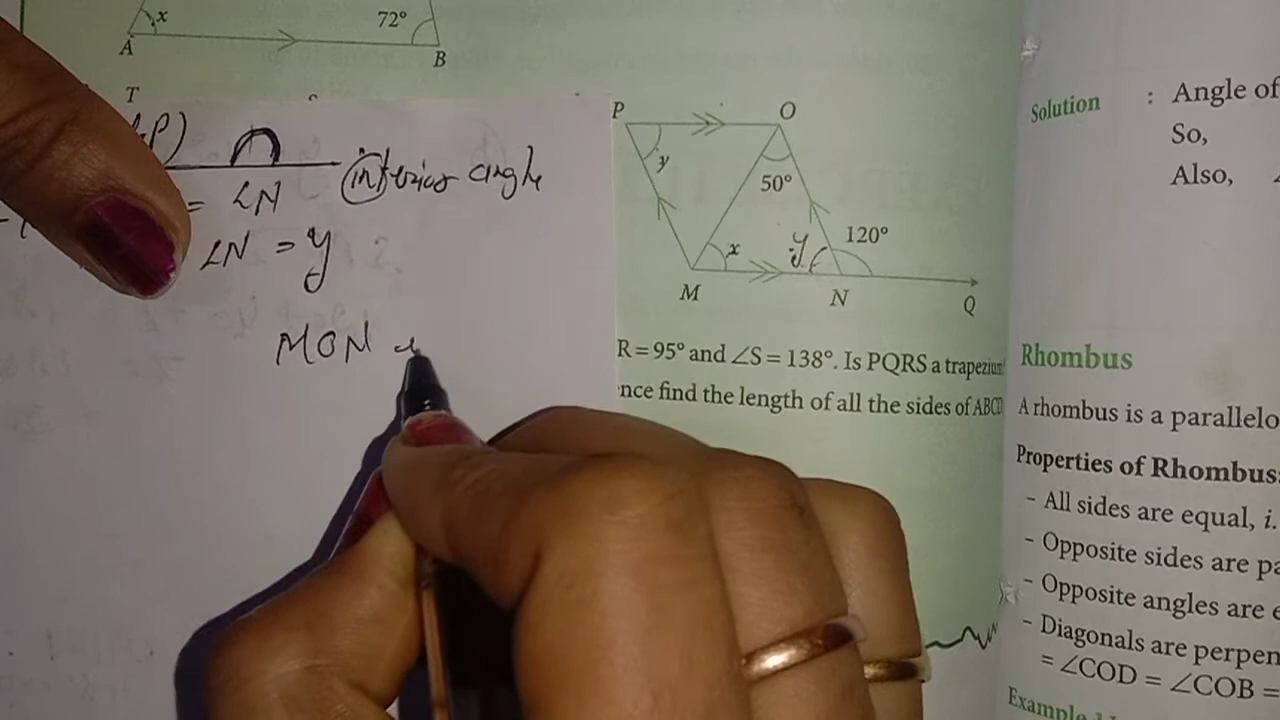 x
72°
A
B
T
P)
interior angle
= ∠N
∠N = y
MON
P
O
y
50°
y
120°
x
M
N
Q
R = 95° and ∠S = 138°. Is PQRS a trapezium
nce find the length of all the sides of ABCD
Solution : Angle of
So,
Also,
Rhombus
A rhombus is a parallelo
Properties of Rhombus:
- All sides are equal, i.
- Opposite sides are pa
- Opposite angles are e
- Diagonals are perpen
= ∠COD = ∠COB =
Example